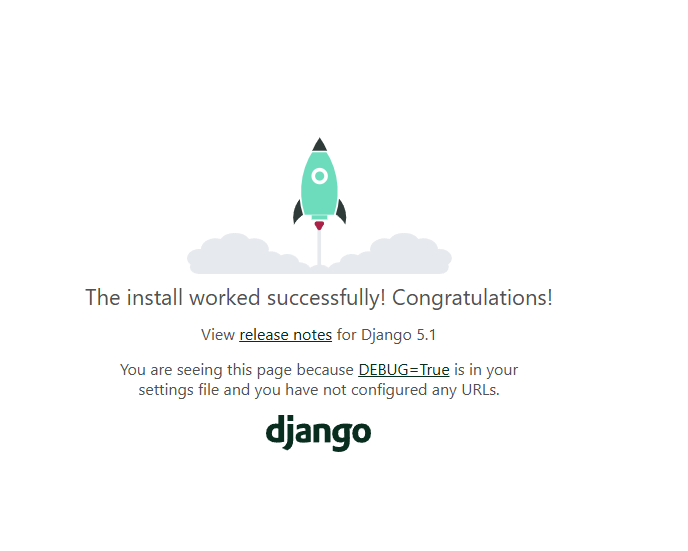 The install worked successfully! Congratulations!
View release notes for Django 5.1
You are seeing this page because DEBUG=True is in your
settings file and you have not configured any URLs.
django